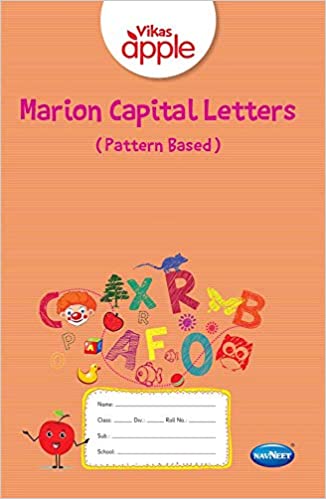 Vikas
apple
Marion Capital Letters
(Pattern Based)
X R B
P A F O
Name:
Class: Div.: Roll No.:
Sub:
School:
NAVNEET